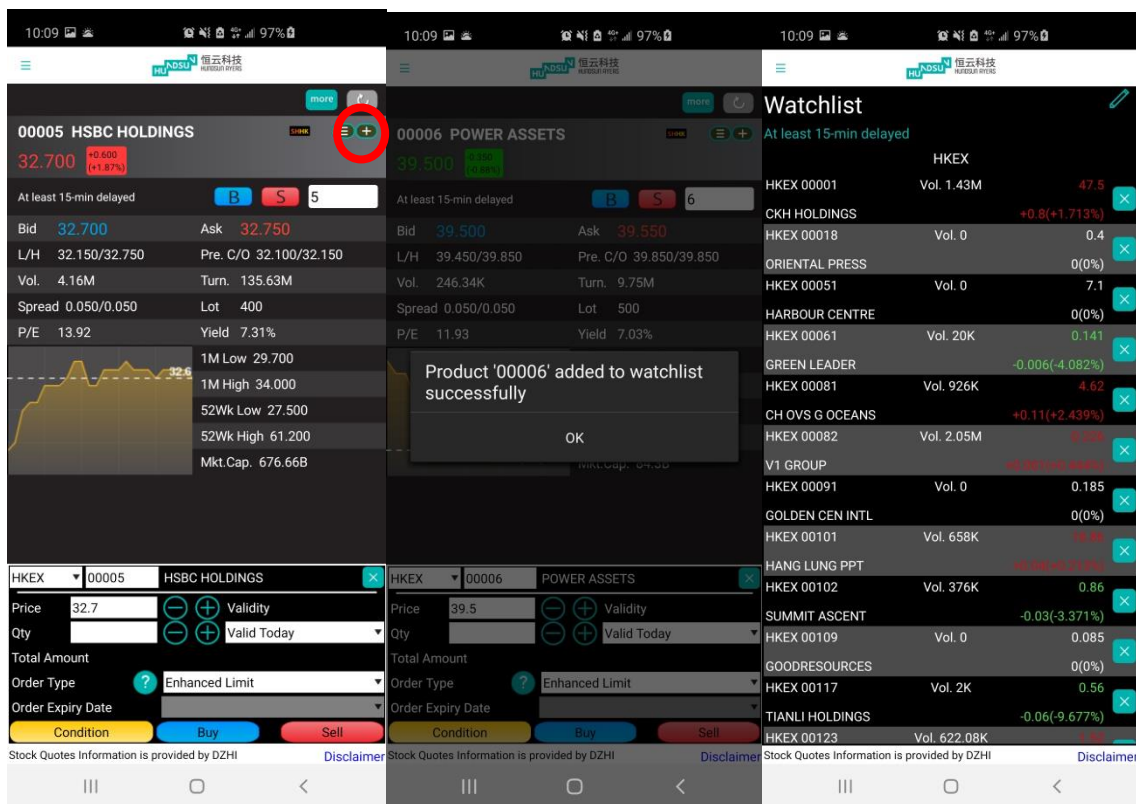 10:09 97%
HUNDSUN 恒云科技
HUNDSUN AYERS
more
00005 HSBC HOLDINGS SHHK
32.700 +0.600
(+1.87%)
At least 15-min delayed B S 5
Bid 32.700 Ask 32.750
L/H 32.150/32.750 Pre. C/O 32.100/32.150
Vol. 4.16M Turn. 135.63M
Spread 0.050/0.050 Lot 400
P/E 13.92 Yield 7.31%
32.6
1M Low 29.700
1M High 34.000
52Wk Low 27.500
52Wk High 61.200
Mkt.Cap. 676.66B
HKEX 00005 HSBC HOLDINGS
Price 32.7 Validity
Qty Valid Today
Total Amount
Order Type ? Enhanced Limit
Order Expiry Date
Condition Buy Sell
Stock Quotes Information is provided by DZHI Disclaimer
10:09 4G+ 97%
HUNDSUN 恒云科技
HUNDSUN AYERS
more
00006 POWER ASSETS SHHK
39.500 -0.350
At least 15-min delayed B S 6
Bid 39.500 Ask 39.550
L/H 39.450/39.850 Pre. C/O 39.850/39.850
Vol. 246.34K Turn. 9.75M
Spread 0.050/0.050 Lot 500
P/E 11.93 Yield 7.03%
Product '00006' added to watchlist
successfully
OK
Mkt.Cap.
HKEX 00006 POWER ASSETS
Price 39.5 Validity
Qty Valid Today
Total Amount
Order Type ? Enhanced Limit
Order Expiry Date
Condition Buy Sell
Stock Quotes Information is provided by DZHI Disclaimer
10:09 4G+ 97%
HUNDSUN 恒云科技
HUNDSUN AYERS
Watchlist
At least 15-min delayed
HKEX
HKEX 00001 Vol. 1.43M 47.5
CKH HOLDINGS +0.8(+1.713%)
HKEX 00018 Vol. 0 0.4
ORIENTAL PRESS 0(0%)
HKEX 00051 Vol. 0 7.1
HARBOUR CENTRE 0(0%)
HKEX 00061 Vol. 20K 0.141
GREEN LEADER -0.006(-4.082%)
HKEX 00081 Vol. 926K 4.62
CH OVS G OCEANS +0.11(+2.439%)
HKEX 00082 Vol. 2.05M
V1 GROUP
HKEX 00091 Vol. 0 0.185
GOLDEN CEN INTL 0(0%)
HKEX 00101 Vol. 658K
HANG LUNG PPT
HKEX 00102 Vol. 376K 0.86
SUMMIT ASCENT -0.03(-3.371%)
HKEX 00109 Vol. 0 0.085
GOODRESOURCES 0(0%)
HKEX 00117 Vol. 2K 0.56
TIANLI HOLDINGS -0.06(-9.677%)
HKEX 00123 Vol. 622.08K
Stock Quotes Information is provided by DZHI Disclaimer